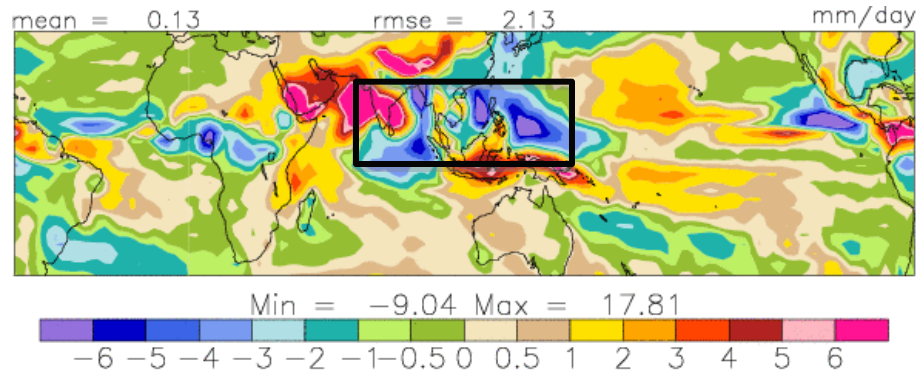 mean = 0.13 rmse = 2.13 mm/day
Min = -9.04 Max = 17.81
-6 -5 -4 -3 -2 -1 -0.5 0 0.5 1 2 3 4 5 6